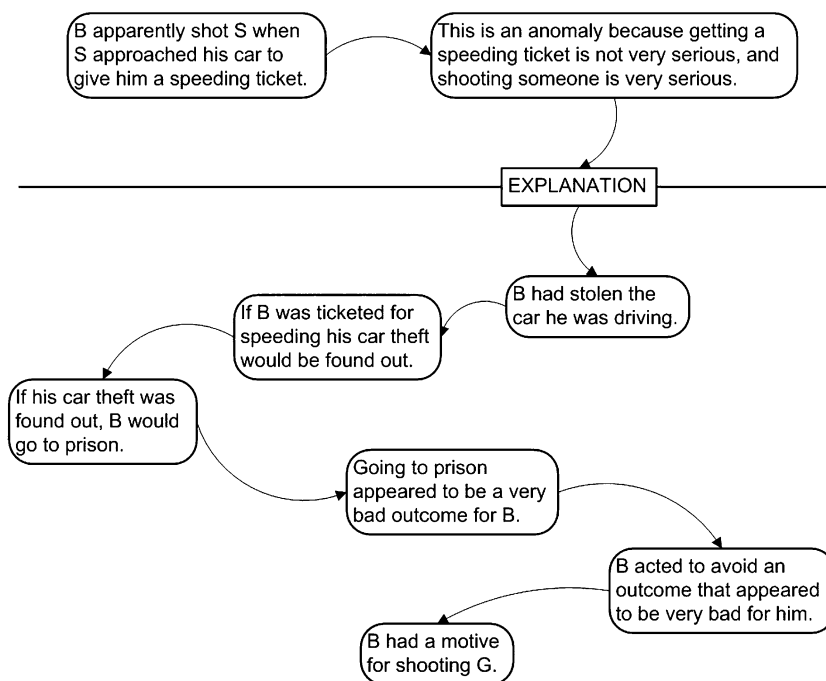 B apparently shot S when
S approached his car to
give him a speeding ticket.
This is an anomaly because getting a
speeding ticket is not very serious, and
shooting someone is very serious.
EXPLANATION
B had stolen the
car he was driving.
If B was ticketed for
speeding his car theft
would be found out.
If his car theft was
found out, B would
go to prison.
Going to prison
appeared to be a very
bad outcome for B.
B acted to avoid an
outcome that appeared
to be very bad for him.
B had a motive
for shooting G.